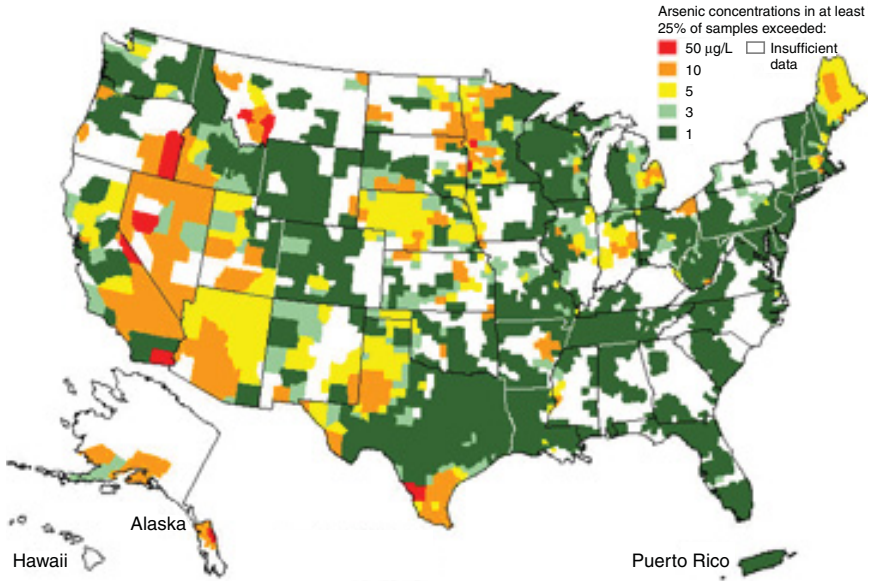 Arsenic concentrations in at least
25% of samples exceeded:
50 µg/L
Insufficient
data
10
5
3
1
Alaska
Hawaii
Puerto Rico